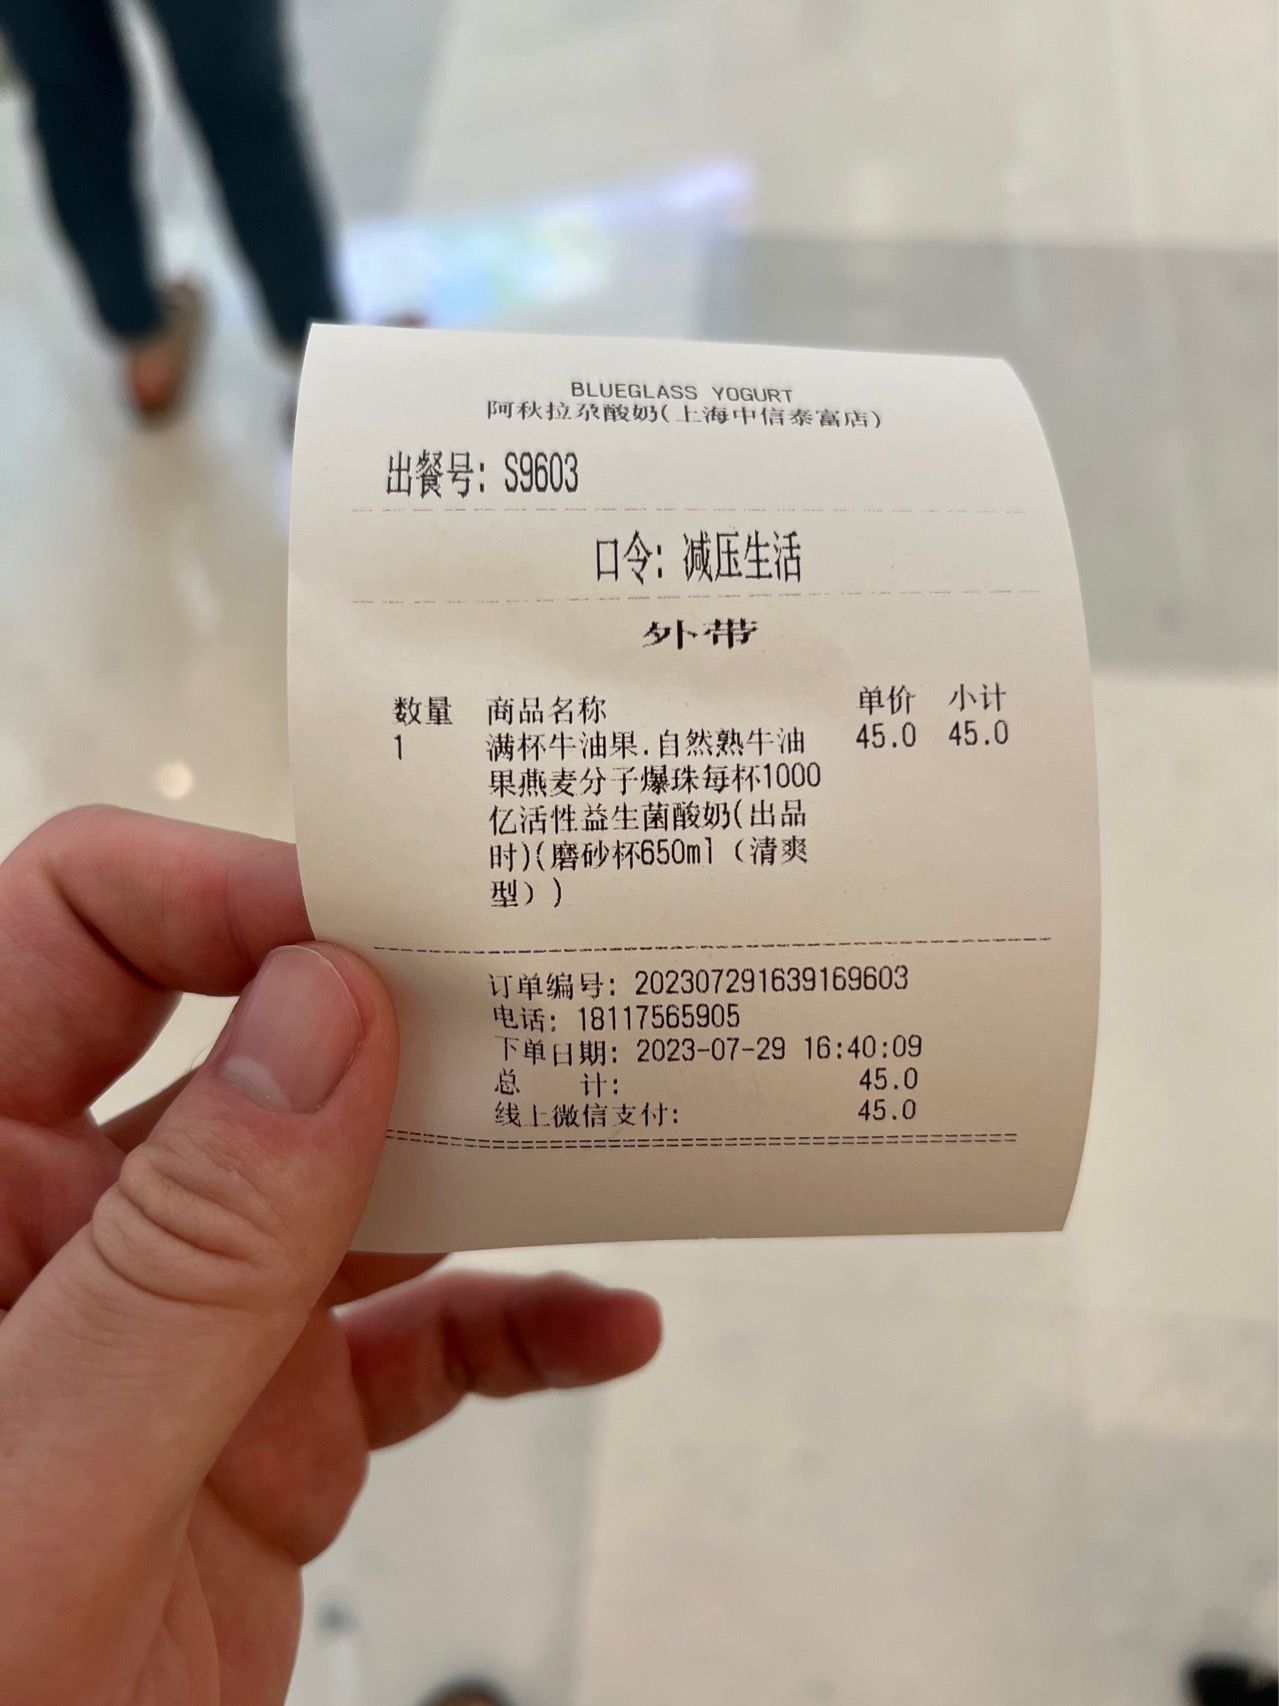 BLUEGLASS YOGURT
阿秋拉尕酸奶(上海中信泰富店)
出餐号: S9603
口令: 减压生活
外带
数量 商品名称 单价 小计
1 满杯牛油果.自然熟牛油 45.0 45.0
果燕麦分子爆珠每杯1000
亿活性益生菌酸奶(出品
时)(磨砂杯650ml（清爽
型）)
订单编号: 202307291639169603
电话: 18117565905
下单日期: 2023-07-29 16:40:09
总 计: 45.0
线上微信支付: 45.0